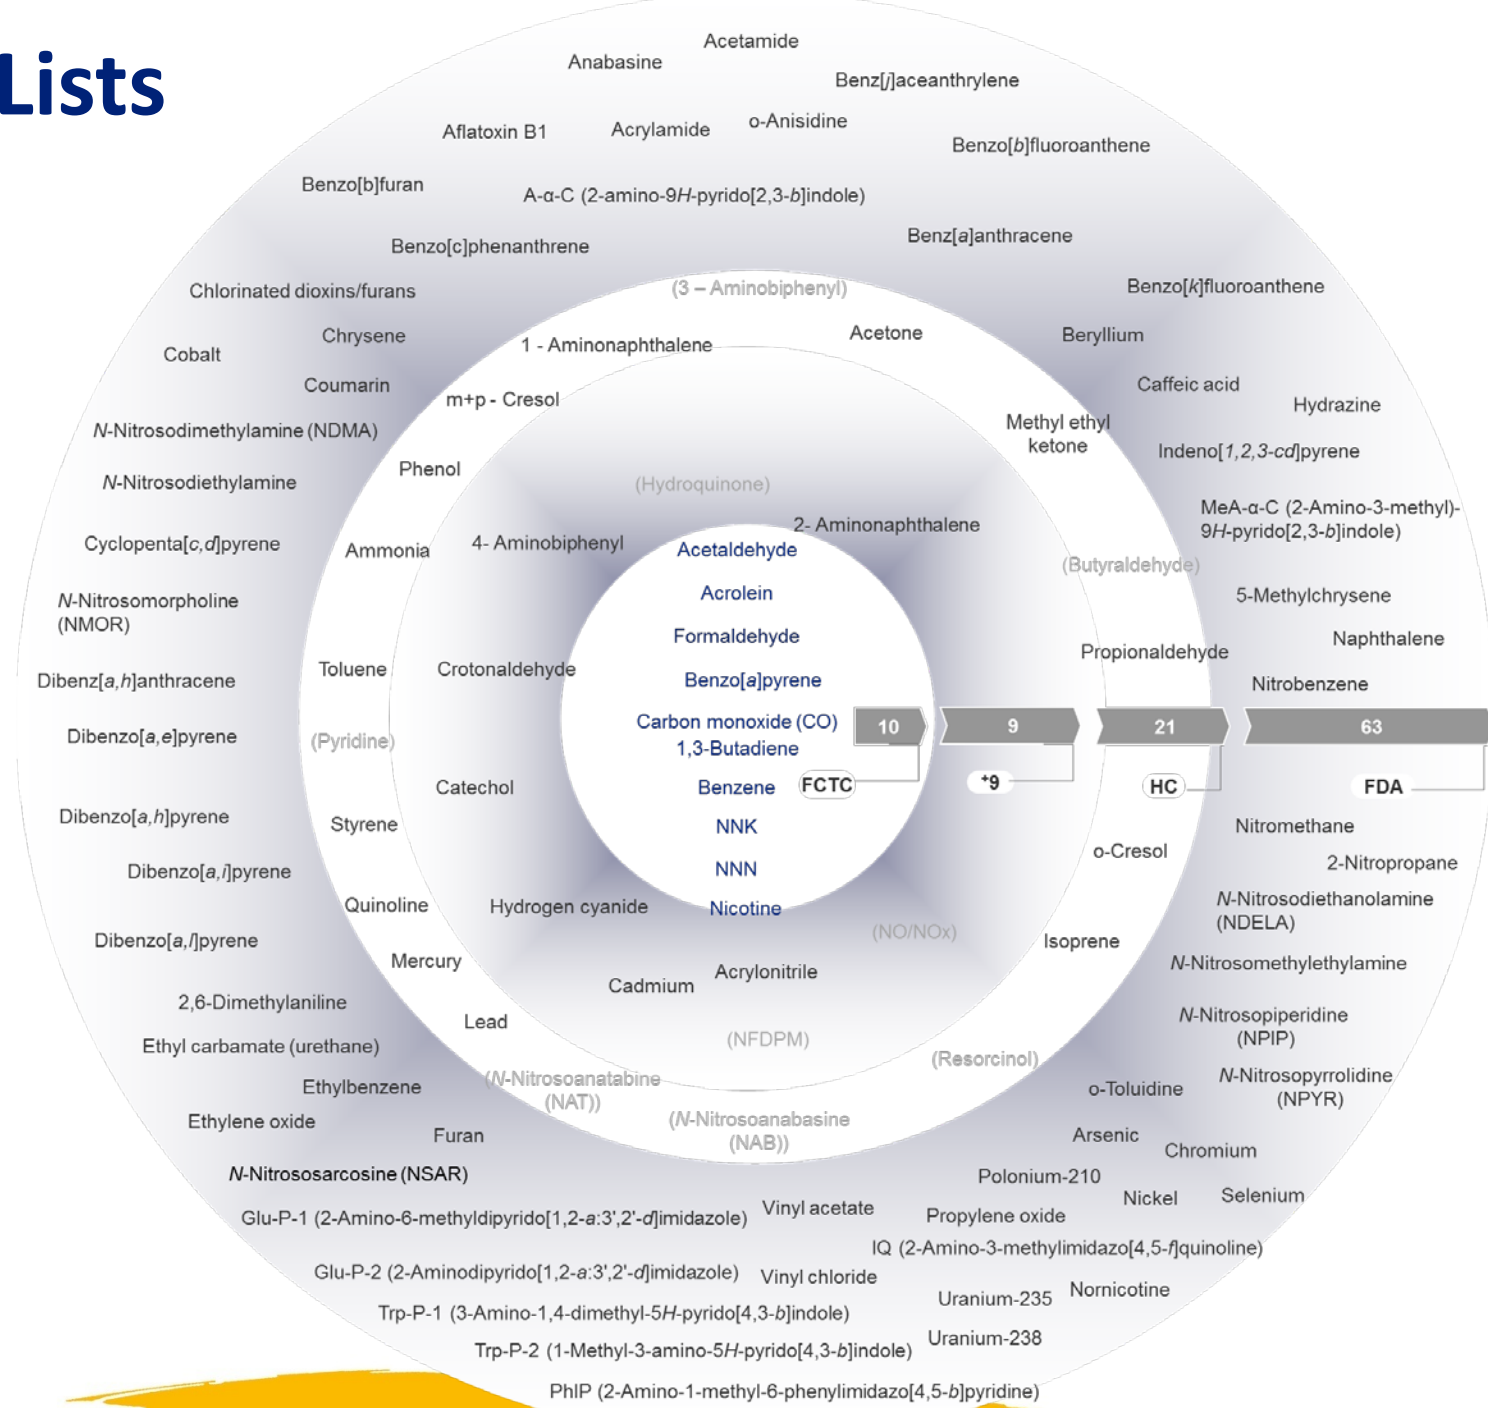 Lists
Acetamide
Anabasine
Benz[j]aceanthrylene
Aflatoxin B1
Acrylamide
o-Anisidine
Benzo[b]fluoroanthene
Benzo[b]furan
A-α-C (2-amino-9H-pyrido[2,3-b]indole)
Benzo[c]phenanthrene
Benz[a]anthracene
Chlorinated dioxins/furans
(3 – Aminobiphenyl)
Benzo[k]fluoroanthene
Chrysene
1 - Aminonaphthalene
Acetone
Beryllium
Cobalt
Coumarin
m+p - Cresol
Caffeic acid
Hydrazine
N-Nitrosodimethylamine (NDMA)
Methyl ethyl
ketone
Indeno[1,2,3-cd]pyrene
Phenol
N-Nitrosodiethylamine
(Hydroquinone)
MeA-α-C (2-Amino-3-methyl)-
9H-pyrido[2,3-b]indole)
2- Aminonaphthalene
Cyclopenta[c,d]pyrene
Ammonia
4- Aminobiphenyl
Acetaldehyde
(Butyraldehyde)
Acrolein
5-Methylchrysene
N-Nitrosomorpholine
(NMOR)
Formaldehyde
Naphthalene
Propionaldehyde
Toluene
Crotonaldehyde
Dibenz[a,h]anthracene
Benzo[a]pyrene
Nitrobenzene
Carbon monoxide (CO)
10
9
21
63
Dibenzo[a,e]pyrene
(Pyridine)
1,3-Butadiene
Catechol
Benzene
FCTC
+9
HC
FDA
Dibenzo[a,h]pyrene
Styrene
NNK
Nitromethane
o-Cresol
2-Nitropropane
Dibenzo[a,i]pyrene
NNN
Quinoline
Hydrogen cyanide
Nicotine
N-Nitrosodiethanolamine
(NDELA)
(NO/NOx)
Dibenzo[a,l]pyrene
Isoprene
Mercury
N-Nitrosomethylethylamine
Acrylonitrile
Cadmium
2,6-Dimethylaniline
Lead
N-Nitrosopiperidine
(NPIP)
Ethyl carbamate (urethane)
(NFDPM)
(Resorcinol)
Ethylbenzene
(N-Nitrosoanatabine
(NAT))
o-Toluidine
N-Nitrosopyrrolidine
(NPYR)
Ethylene oxide
Furan
(N-Nitrosoanabasine
(NAB))
Arsenic
Chromium
N-Nitrososarcosine (NSAR)
Polonium-210
Nickel
Selenium
Glu-P-1 (2-Amino-6-methyldipyrido[1,2-a:3',2'-d]imidazole)
Vinyl acetate
Propylene oxide
IQ (2-Amino-3-methylimidazo[4,5-f]quinoline)
Glu-P-2 (2-Aminodipyrido[1,2-a:3',2'-d]imidazole)
Vinyl chloride
Nornicotine
Uranium-235
Trp-P-1 (3-Amino-1,4-dimethyl-5H-pyrido[4,3-b]indole)
Uranium-238
Trp-P-2 (1-Methyl-3-amino-5H-pyrido[4,3-b]indole)
PhIP (2-Amino-1-methyl-6-phenylimidazo[4,5-b]pyridine)